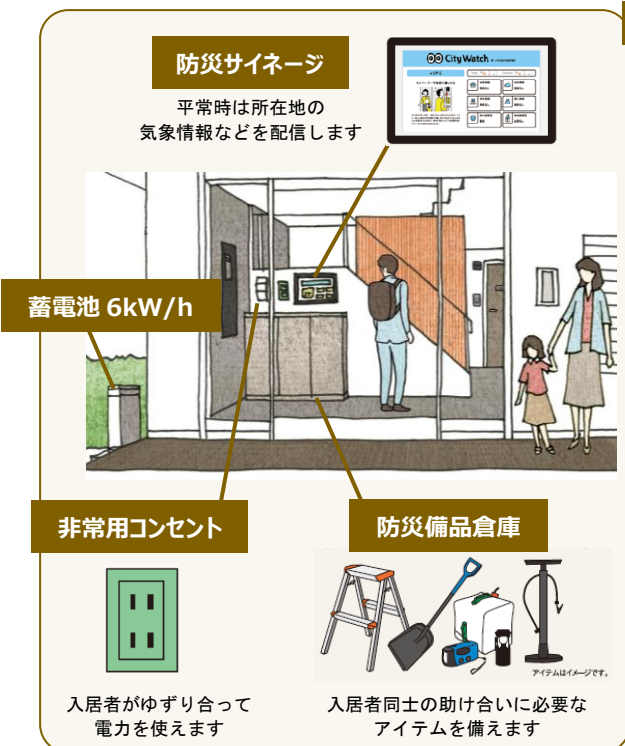 防災サイネージ
平常時は所在地の
気象情報などを配信します
City Watch
蓄電池 6kW/h
非常用コンセント
防災備品倉庫
アイテムはイメージです。
入居者がゆずり合って
電力を使えます
入居者同士の助け合いに必要な
アイテムを備えます